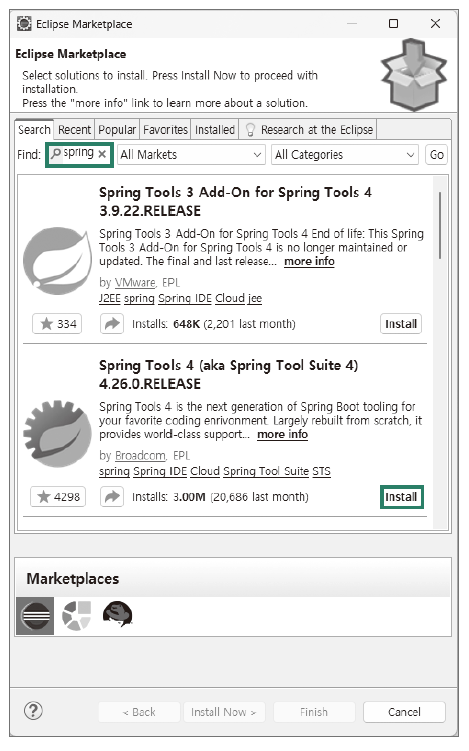 Eclipse Marketplace
Eclipse Marketplace
Select solutions to install. Press Install Now to proceed with
installation.
Press the "more info" link to learn more about a solution.
Search Recent Popular Favorites Installed Research at the Eclipse
Find: spring All Markets All Categories Go
Spring Tools 3 Add-On for Spring Tools 4
3.9.22.RELEASE
Spring Tools 3 Add-On for Spring Tools 4 End of life: This Spring
Tools 3 Add-On for Spring Tools 4 is no longer maintained or
updated. The final and last release... more info
by VMware, EPL
J2EE spring Spring IDE Cloud jee
334 Installs: 648K (2,201 last month) Install
Spring Tools 4 (aka Spring Tool Suite 4)
4.26.0.RELEASE
Spring Tools 4 is the next generation of Spring Boot tooling for
your favorite coding enrivonment. Largely rebuilt from scratch, it
provides world-class support... more info
by Broadcom, EPL
spring Spring IDE Cloud Spring Tool Suite STS
4298 Installs: 3.00M (20,686 last month) Install
Marketplaces
? < Back Install Now > Finish Cancel